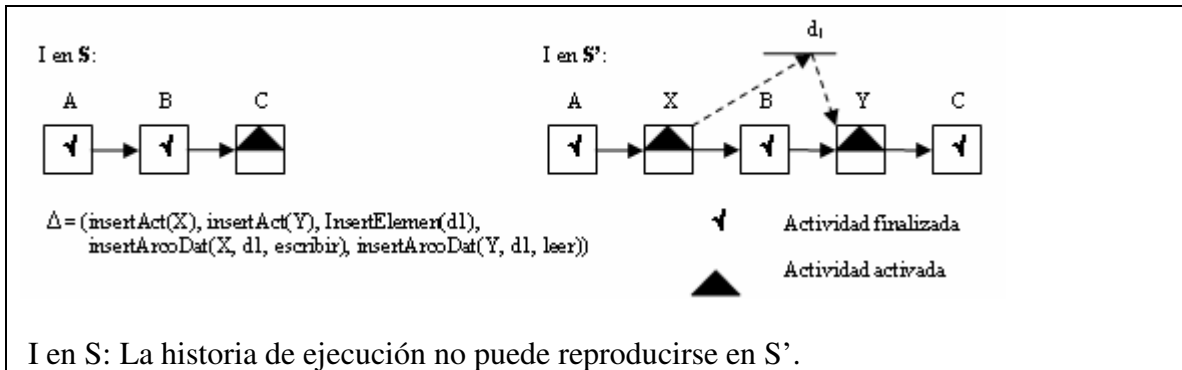 I en S:
A B C
I en S':
d₁
A X B Y C
Δ = (insertAct(X), insertAct(Y), InsertElemen(d1),
insertArcoDat(X, d1, escribir), insertArcoDat(Y, d1, leer))
Actividad finalizada
Actividad activada
I en S: La historia de ejecución no puede reproducirse en S’.